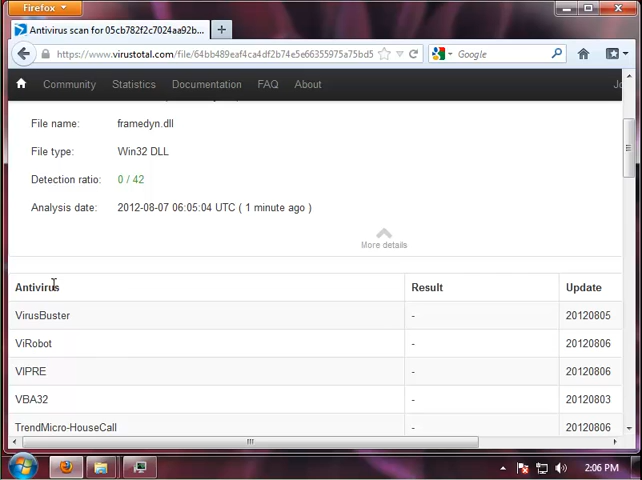 Firefox
Antivirus scan for 05cb782f2c7024aa92b...
https://www.virustotal.com/file/64bb489eaf4ca4df2b74e5e66355975a75bd5
Google
Community Statistics Documentation FAQ About
File name: framedyn.dll
File type: Win32 DLL
Detection ratio: 0 / 42
Analysis date: 2012-08-07 06:05:04 UTC ( 1 minute ago )
More details
Antivirus Result Update
VirusBuster - 20120805
ViRobot - 20120806
VIPRE - 20120806
VBA32 - 20120803
TrendMicro-HouseCall - 20120806
2:06 PM